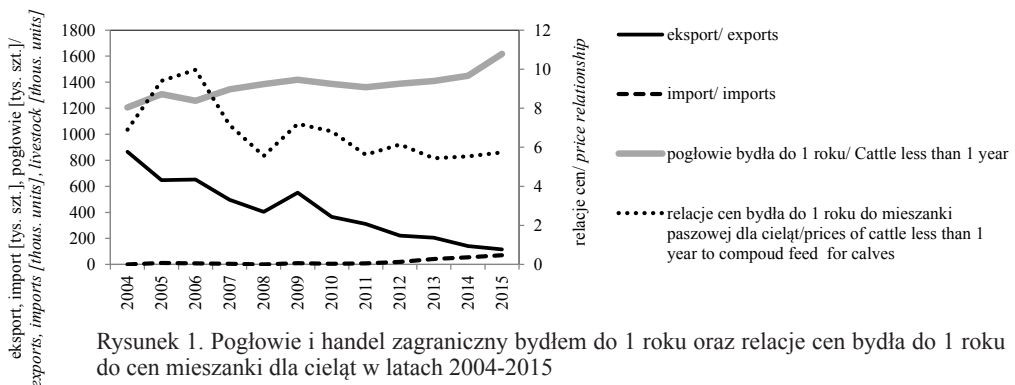 eksport, import [tys. szt.], pogłowie [tys. szt.]/
exports, imports [thous. units], livestock [thous. units]
1800
1600
1400
1200
1000
800
600
400
200
0
12
10
8
6
4
2
0
relacje cen/ price relationship
2004
2005
2006
2007
2008
2009
2010
2011
2012
2013
2014
2015
eksport/ exports
import/ imports
pogłowie bydła do 1 roku/ Cattle less than 1 year
relacje cen bydła do 1 roku do mieszanki
paszowej dla cieląt/prices of cattle less than 1
year to compoud feed for calves
Rysunek 1. Pogłowie i handel zagraniczny bydłem do 1 roku oraz relacje cen bydła do 1 roku
do cen mieszanki dla cieląt w latach 2004-2015